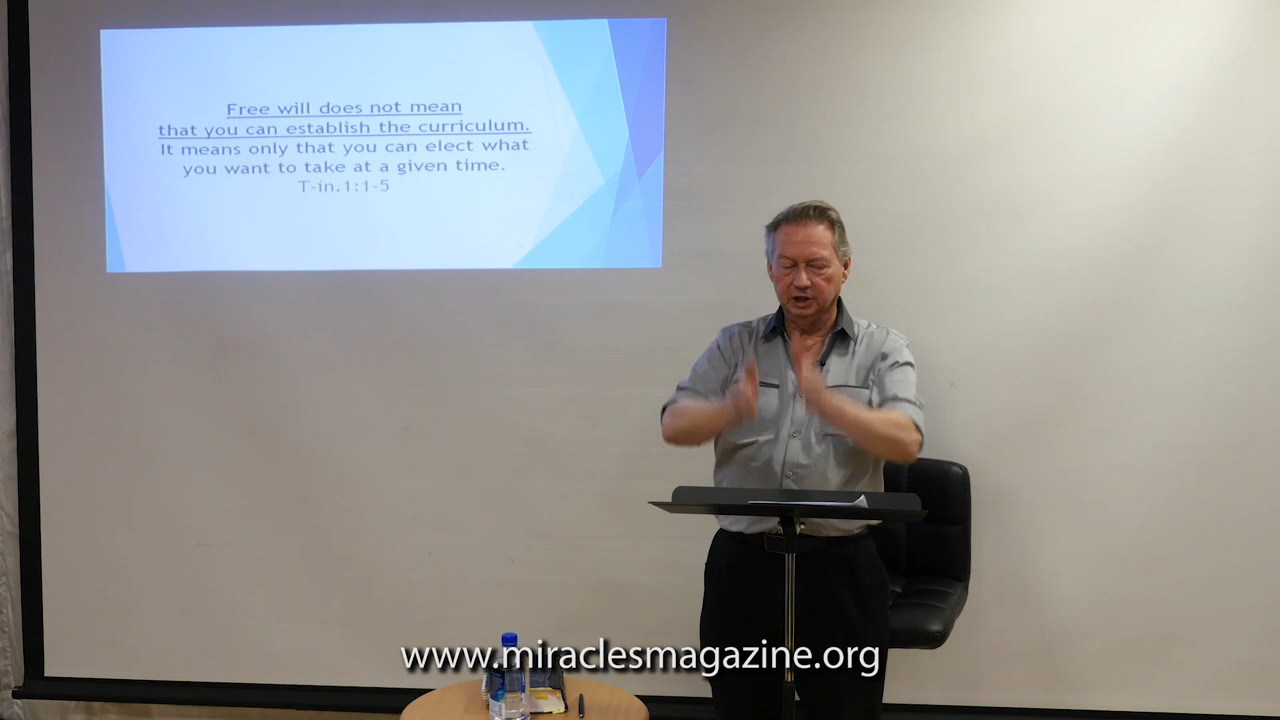 Free will does not mean
that you can establish the curriculum.
It means only that you can elect what
you want to take at a given time.
T-in.1:1-5
www.miraclesmagazine.org